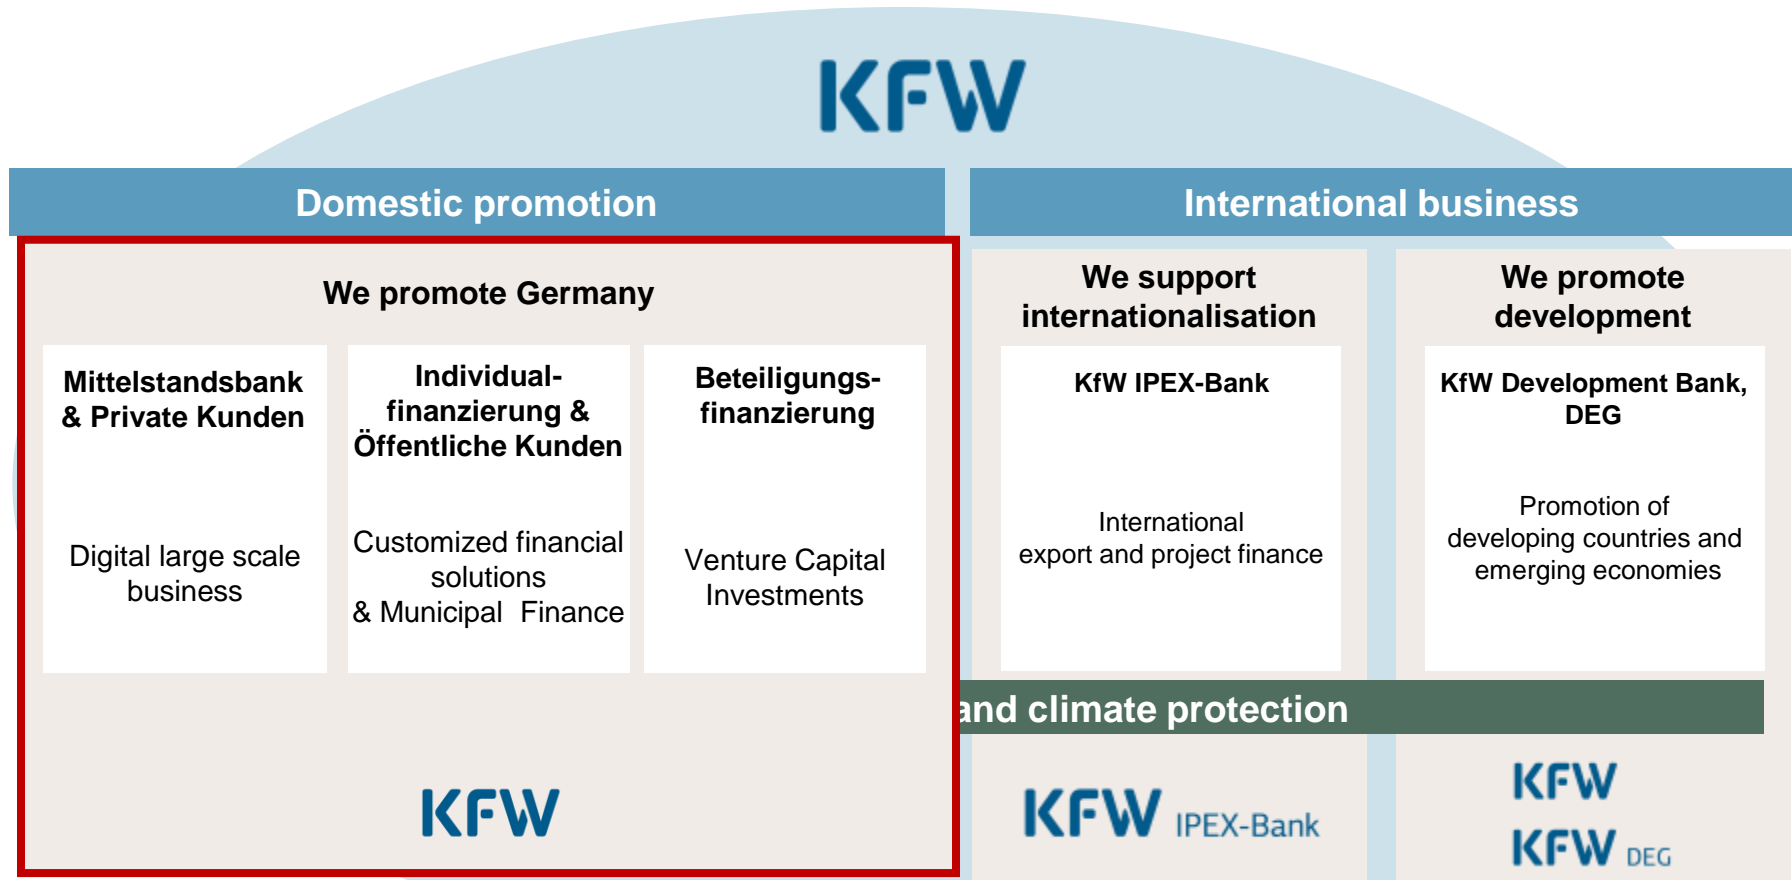 KFW
Domestic promotion
We promote Germany
Mittelstandsbank
& Private Kunden
Digital large scale
business
Individual-
finanzierung &
Öffentliche Kunden
Customized financial
solutions
& Municipal Finance
Beteiligungs-
finanzierung
Venture Capital
Investments
KFW
International business
We support
internationalisation
KfW IPEX-Bank
International
export and project finance
We promote
development
KfW Development Bank,
DEG
Promotion of
developing countries and
emerging economies
and climate protection
KFW IPEX-Bank
KFW
KFW DEG